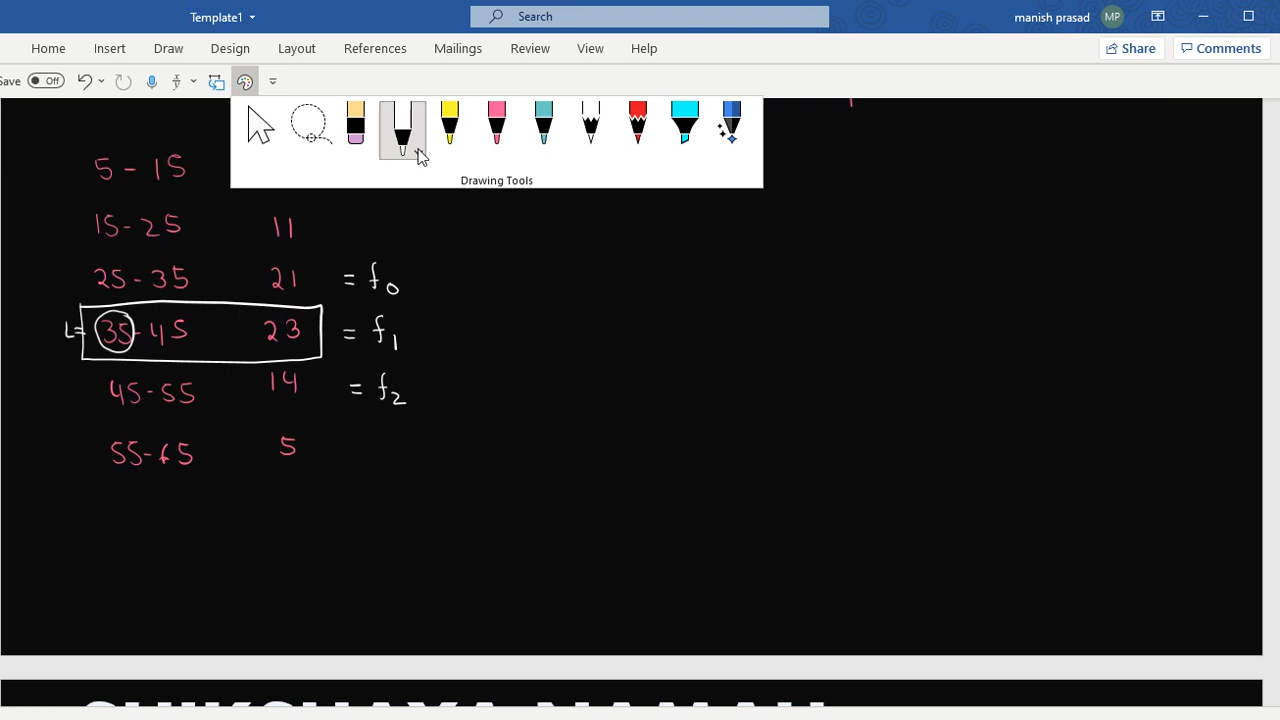 Template1
Search
manish prasad MP
Home Insert Draw Design Layout References Mailings Review View Help Share Comments
Save Off
Drawing Tools
5 - 15
15 - 25 11
25 - 35 21 = f0
L= 35 - 45 23 = f1
45 - 55 14 = f2
55 - 65 5